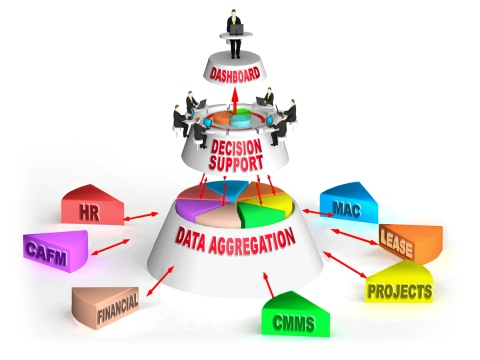 DASHBOARD
DECISION
SUPPORT
DATA AGGREGATION
HR
MAC
CAFM
LEASE
FINANCIAL
PROJECTS
CMMS